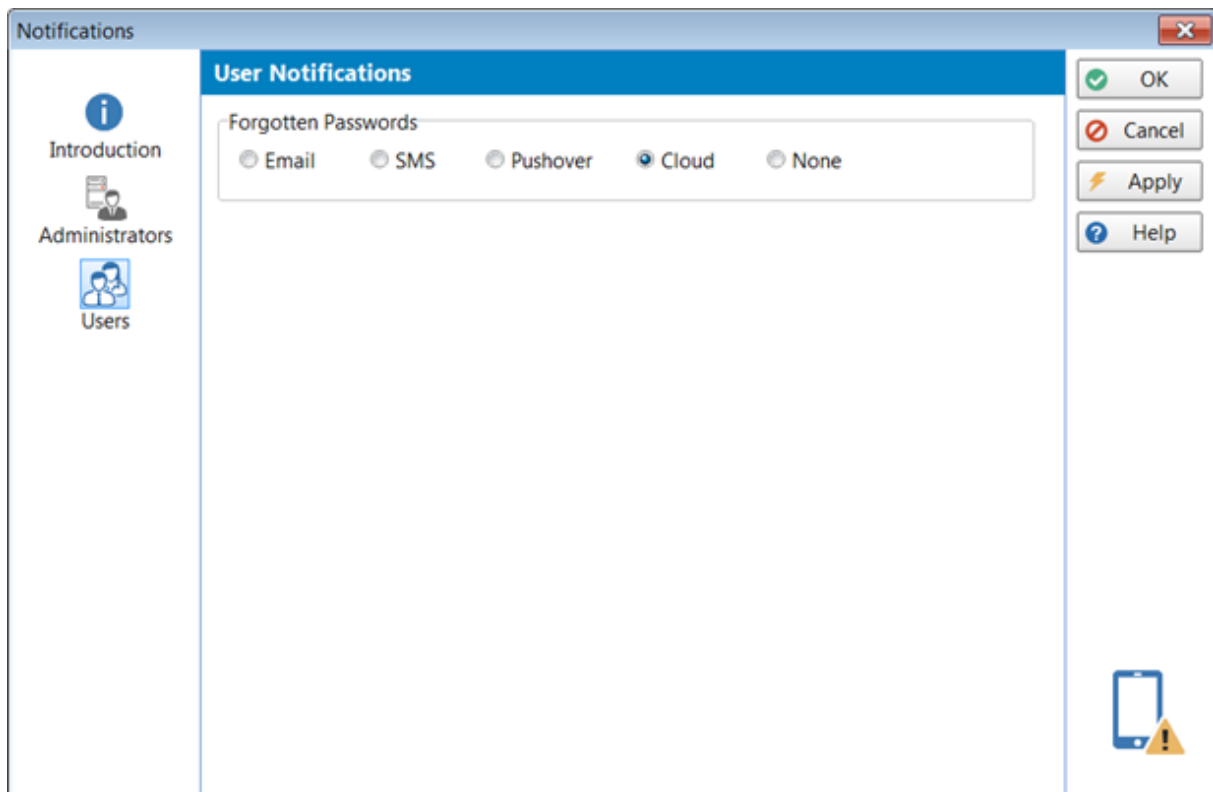 Notifications
Introduction
Administrators
Users
User Notifications
Forgotten Passwords
Email SMS Pushover Cloud None
OK
Cancel
Apply
Help